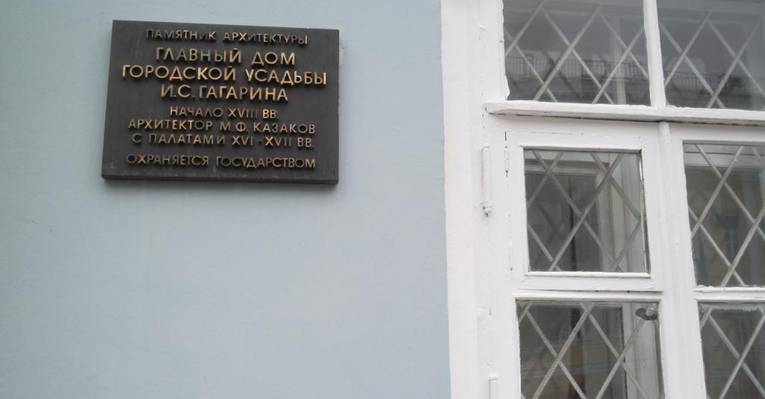 ПАМЯТНИК АРХИТЕКТУРЫ
ГЛАВНЫЙ ДОМ
ГОРОДСКОЙ УСАДЬБЫ
И.С. ГАГАРИНА
НАЧАЛО XVIII ВВ.
АРХИТЕКТОР М.Ф. КАЗАКОВ
С ПАЛАТАМИ XVI - XVII ВВ.
ОХРАНЯЕТСЯ ГОСУДАРСТВОМ